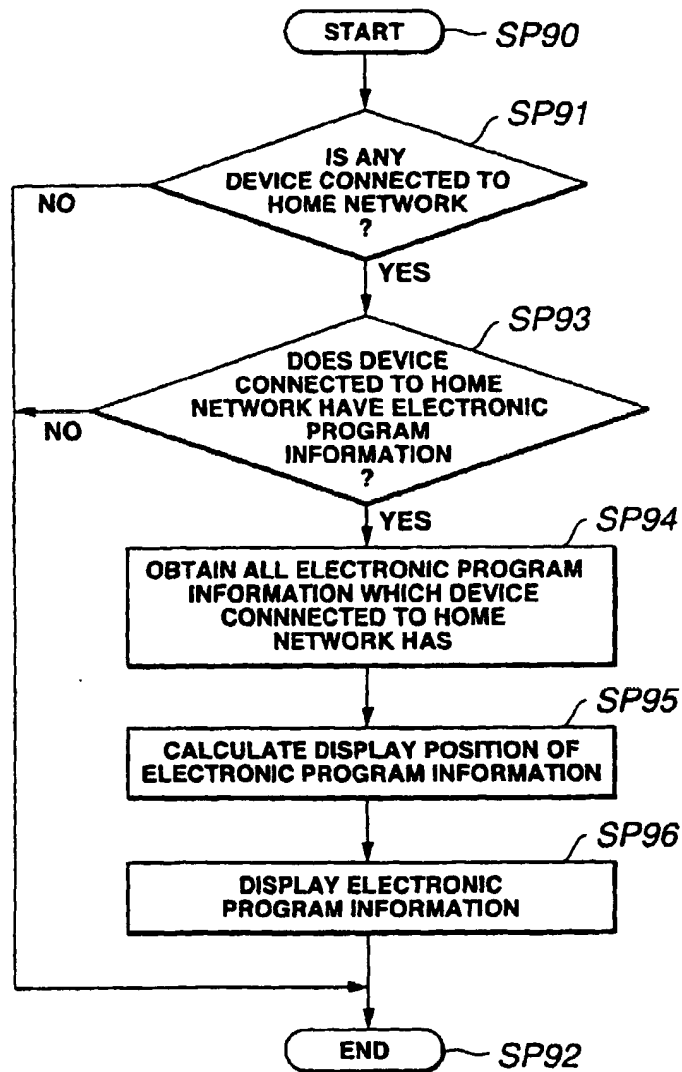 START
SP90
SP91
IS ANY
DEVICE CONNECTED TO
HOME NETWORK
?
NO
YES
SP93
DOES DEVICE
CONNECTED TO HOME
NETWORK HAVE ELECTRONIC
PROGRAM
INFORMATION
?
NO
YES
SP94
OBTAIN ALL ELECTRONIC PROGRAM
INFORMATION WHICH DEVICE
CONNNECTED TO HOME
NETWORK HAS
SP95
CALCULATE DISPLAY POSITION OF
ELECTRONIC PROGRAM INFORMATION
SP96
DISPLAY ELECTRONIC
PROGRAM INFORMATION
END
SP92